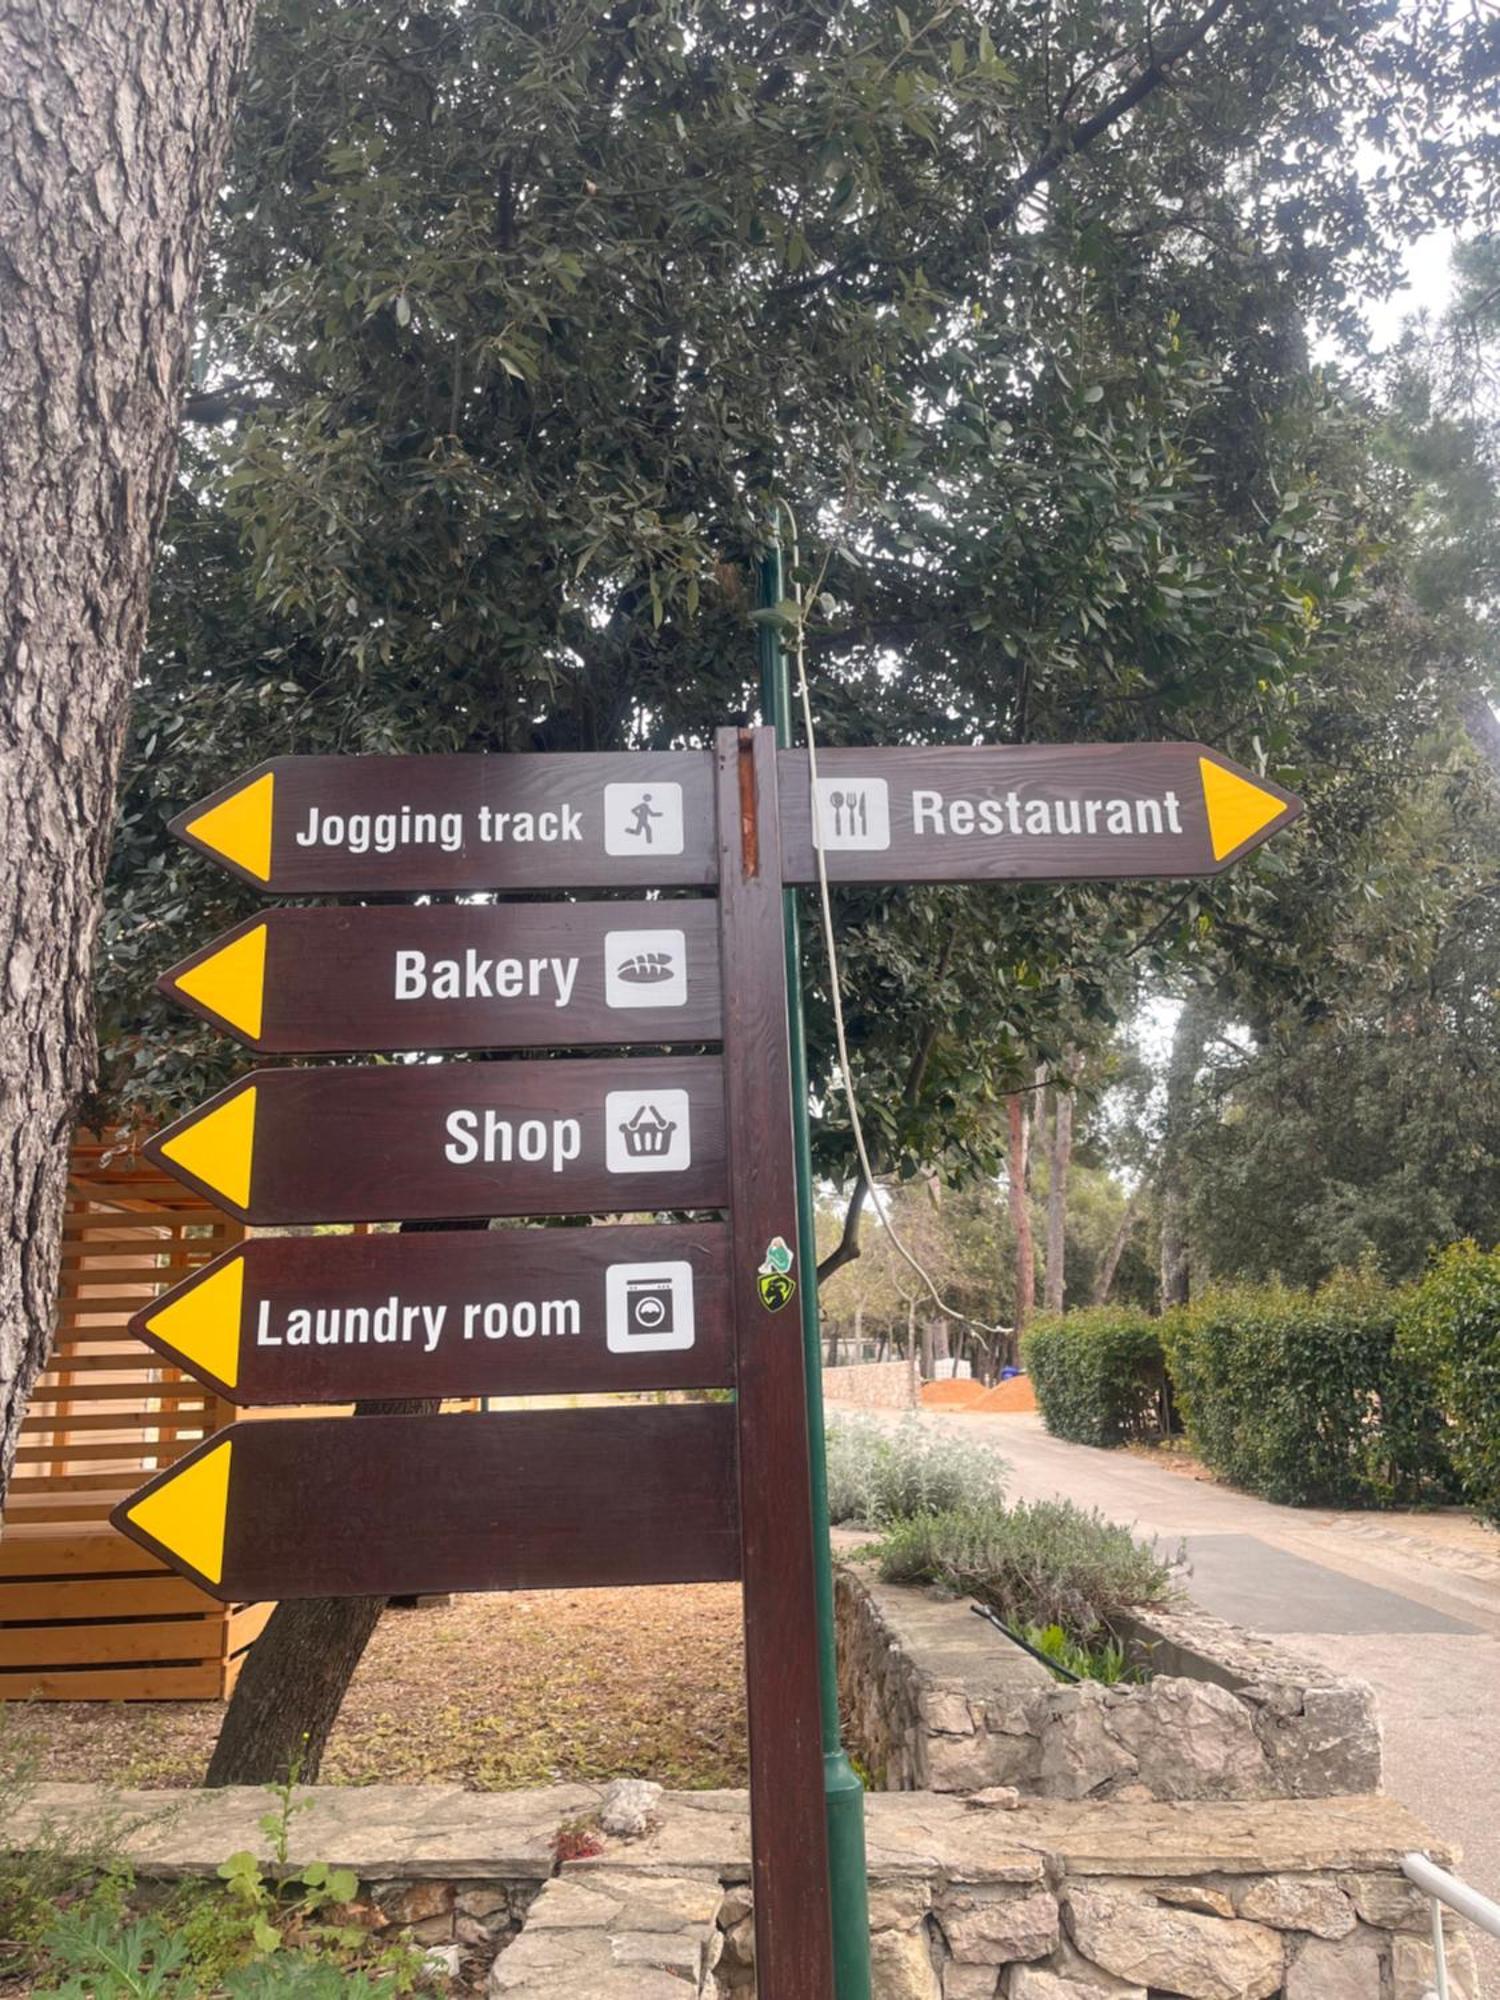 Jogging track
Restaurant
Bakery
Shop
Laundry room